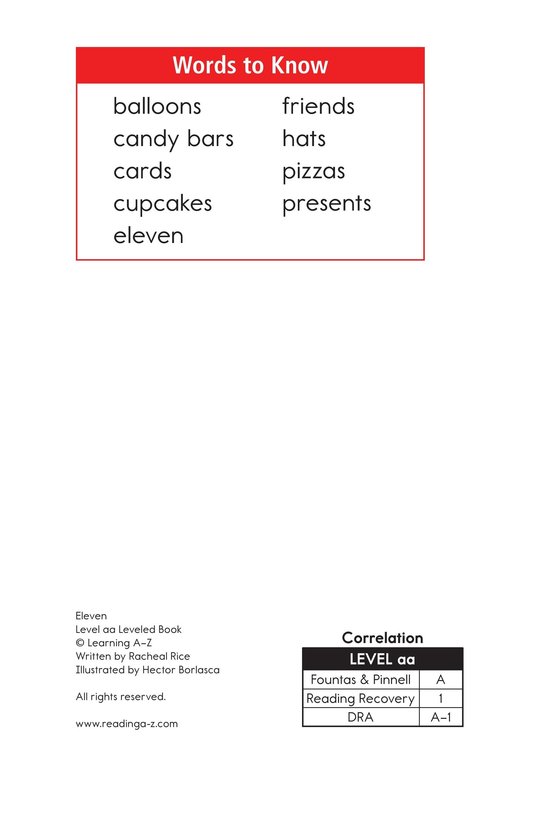 Words to Know
balloons
candy bars
cards
cupcakes
eleven
friends
hats
pizzas
presents
Eleven
Level aa Leveled Book
© Learning A–Z
Written by Racheal Rice
Illustrated by Hector Borlasca
All rights reserved.
www.readinga-z.com
Correlation
LEVEL aa
Fountas & Pinnell A
Reading Recovery 1
DRA A–1